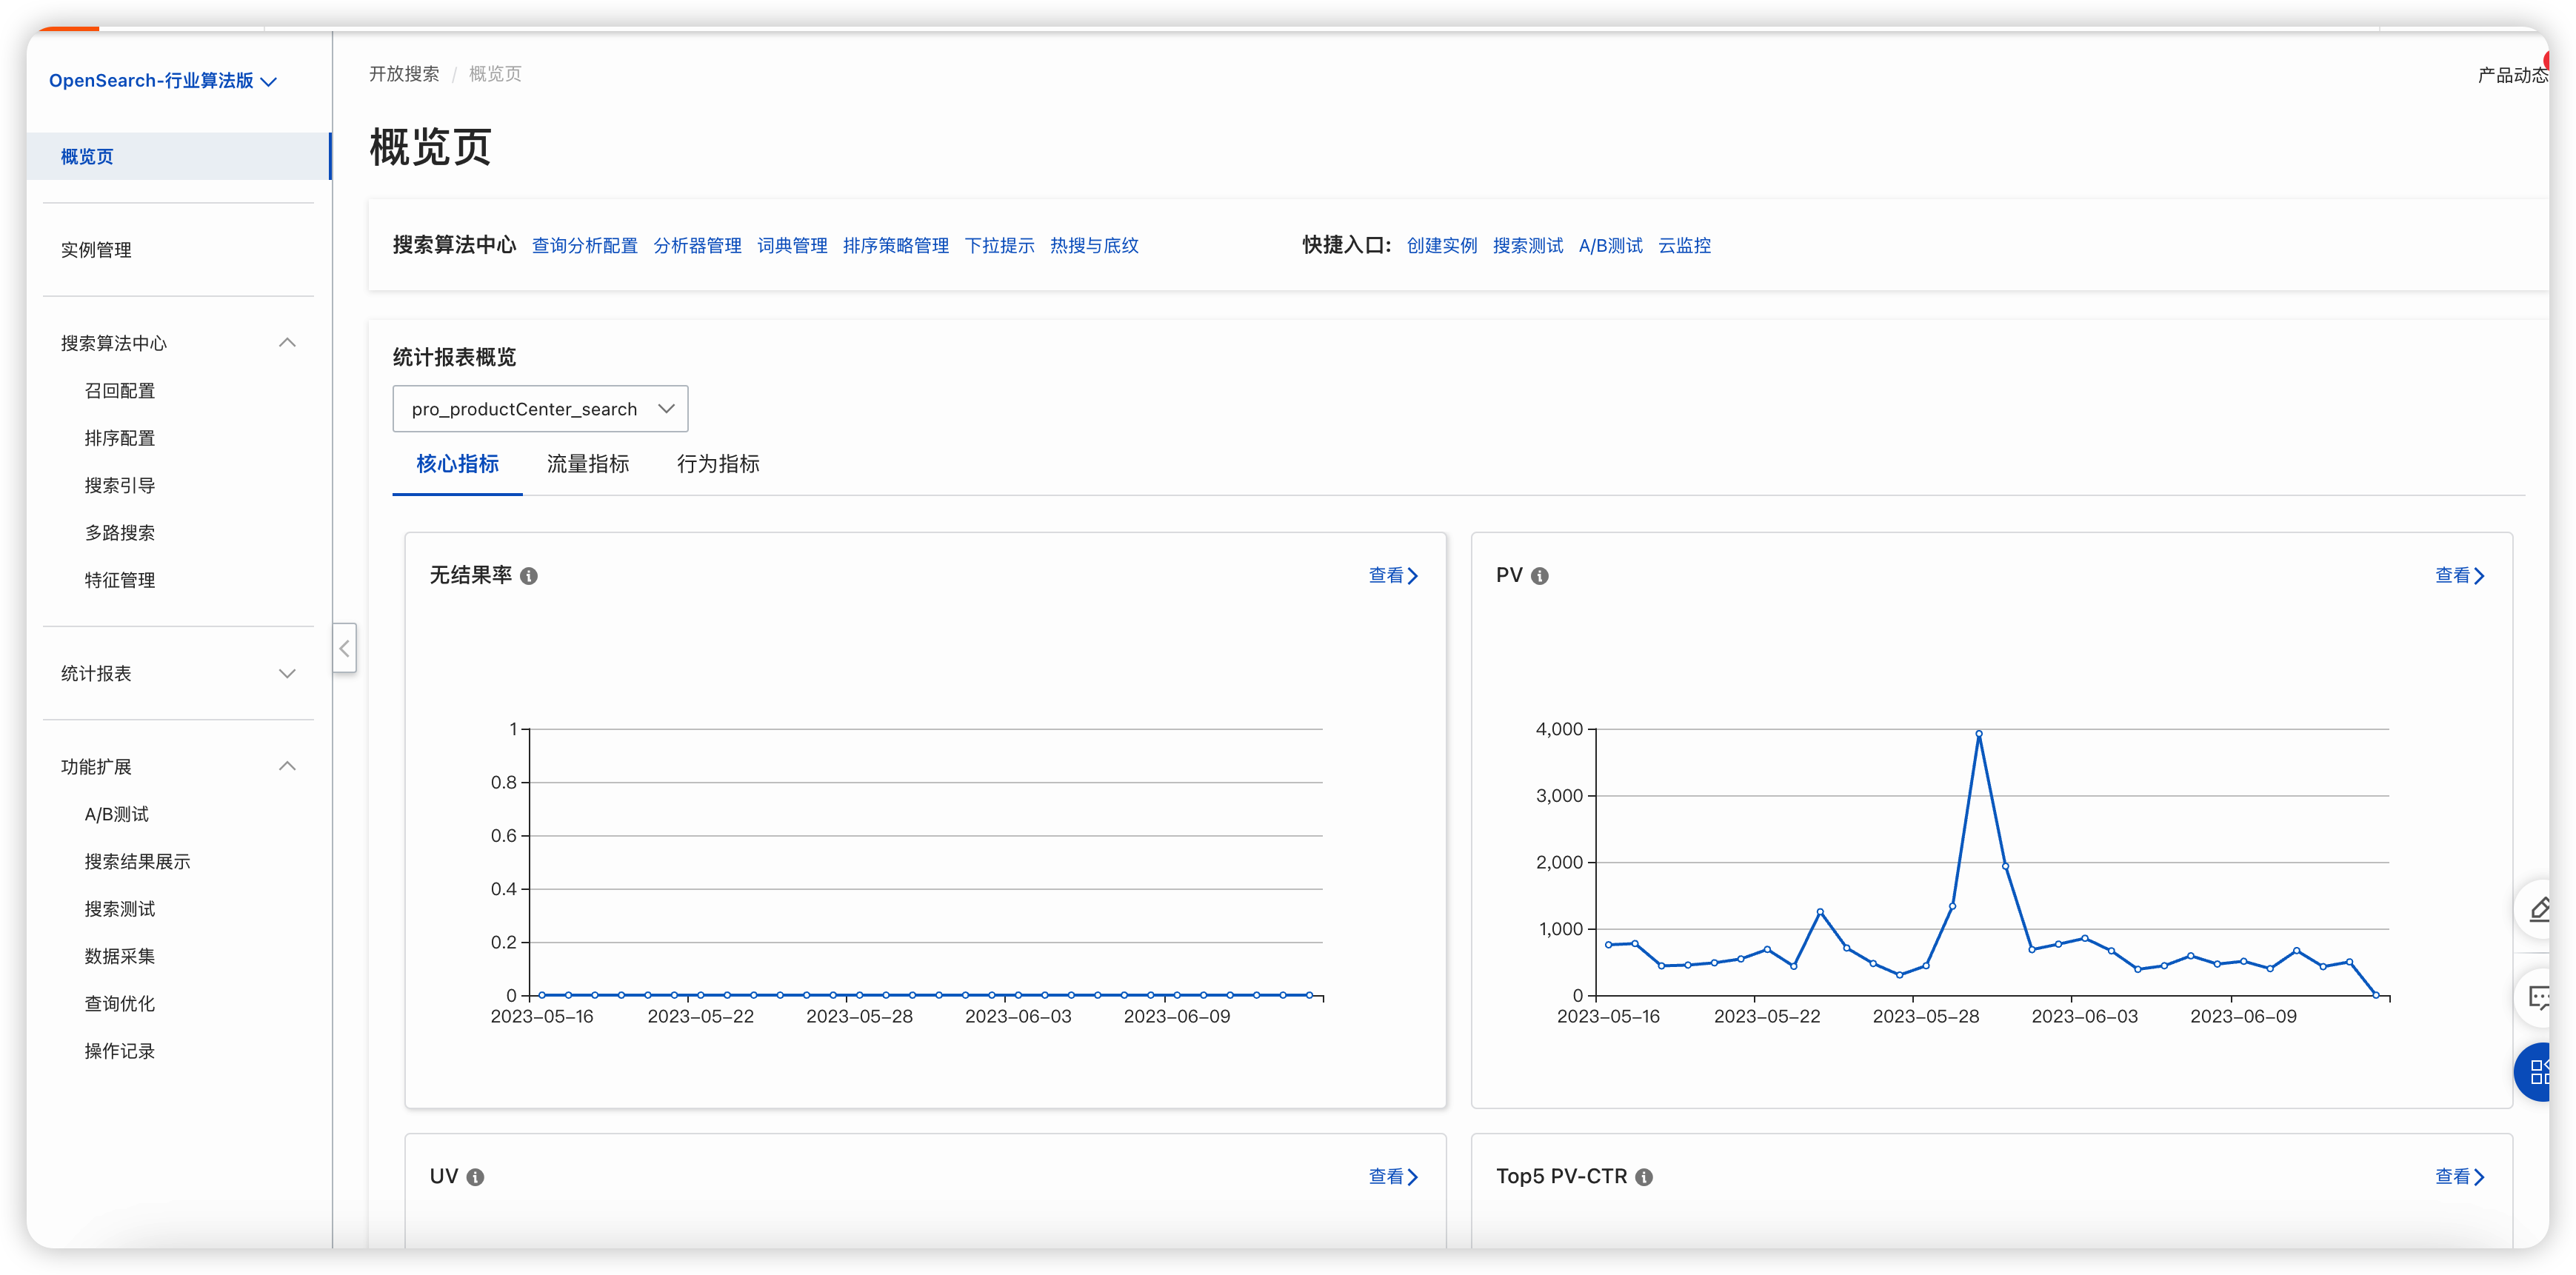 OpenSearch-行业算法版
概览页
实例管理
搜索算法中心
召回配置
排序配置
搜索引导
多路搜索
特征管理
统计报表
功能扩展
A/B测试
搜索结果展示
搜索测试
数据采集
查询优化
操作记录
开放搜索 / 概览页
产品动态
概览页
搜索算法中心 查询分析配置 分析器管理 词典管理 排序策略管理 下拉提示 热搜与底纹
快捷入口: 创建实例 搜索测试 A/B测试 云监控
统计报表概览
pro_productCenter_search
核心指标 流量指标 行为指标
无结果率 查看
1
0.8
0.6
0.4
0.2
0
2023-05-16 2023-05-22 2023-05-28 2023-06-03 2023-06-09
PV 查看
4,000
3,000
2,000
1,000
0
2023-05-16 2023-05-22 2023-05-28 2023-06-03 2023-06-09
UV 查看
Top5 PV-CTR 查看